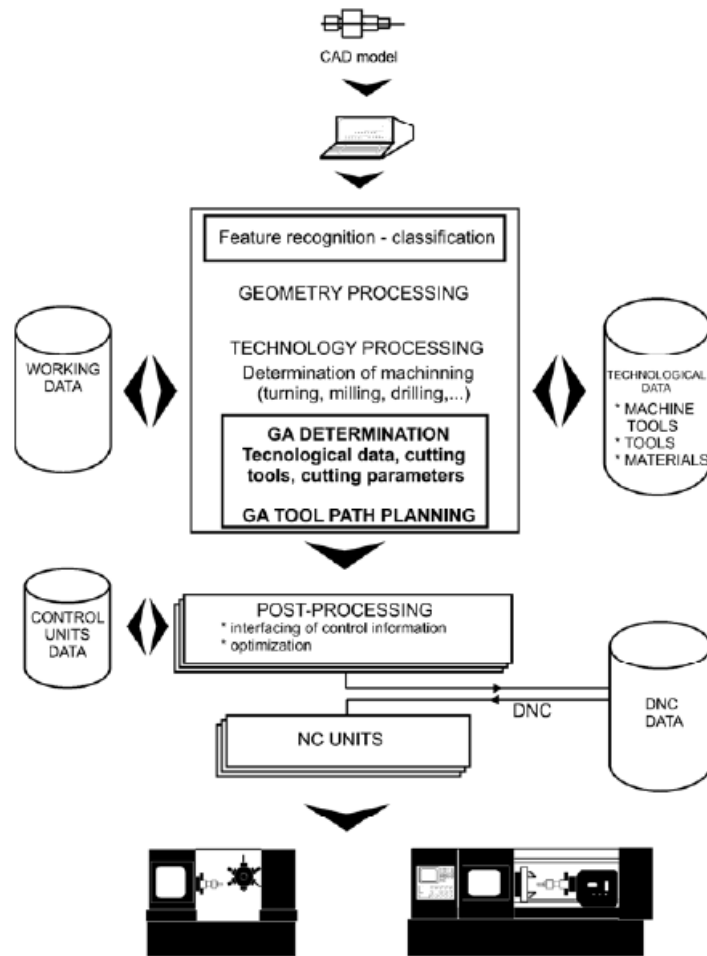 CAD model
Feature recognition - classification
GEOMETRY PROCESSING
TECHNOLOGY PROCESSING
Determination of machinning
(turning, milling, drilling,...)
GA DETERMINATION
Tecnological data, cutting
tools, cutting parameters
GA TOOL PATH PLANNING
WORKING
DATA
TECHNOLOGICAL
DATA
* MACHINE
TOOLS
* TOOLS
* MATERIALS
POST-PROCESSING
* interfacing of control information
* optimization
CONTROL
UNITS
DATA
DNC
DNC
DATA
NC UNITS